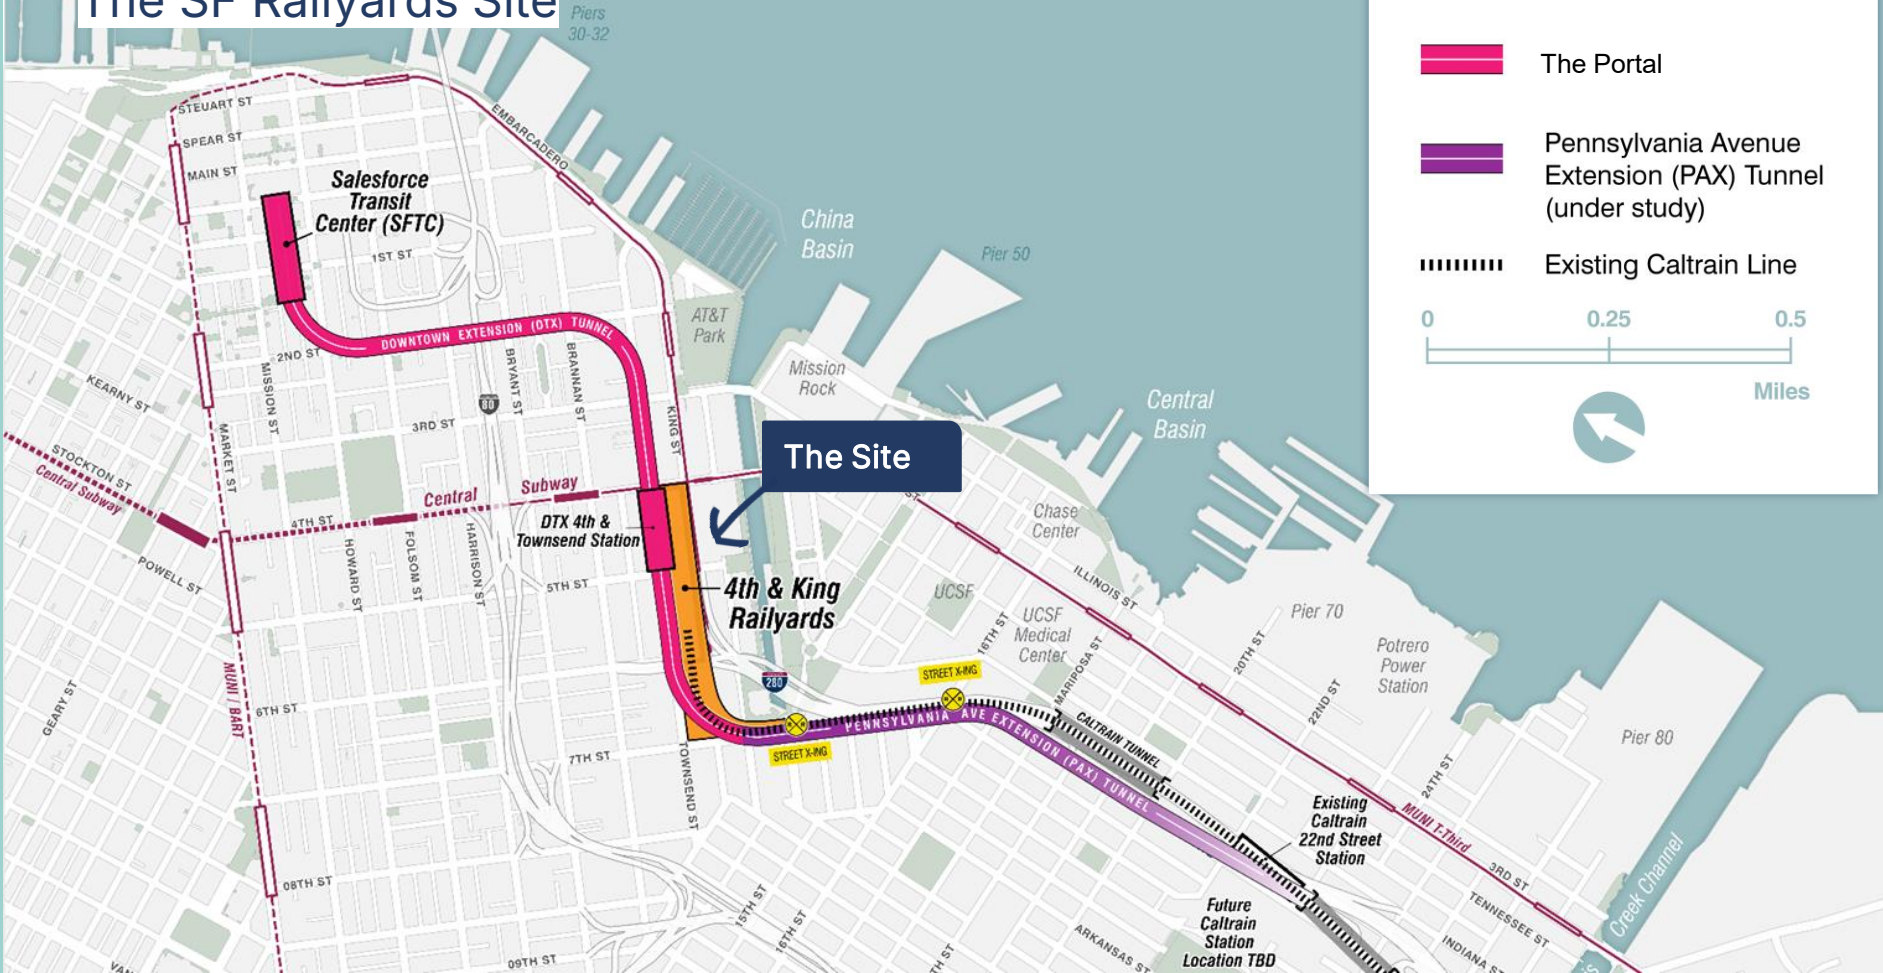 The SF Railyards Site
Piers
30-32
The Portal
Pennsylvania Avenue
Extension (PAX) Tunnel
(under study)
Existing Caltrain Line
0
0.25
0.5
Miles
STEUART ST
SPEAR ST
MAIN ST
EMBARCADERO
Salesforce
Transit
Center (SFTC)
1ST ST
China
Basin
Pier 50
AT&T
Park
DOWNTOWN EXTENSION (DTX) TUNNEL
2ND ST
KEARNY ST
MISSION ST
BRYANT ST
BRANNAN ST
80
Mission
Rock
3RD ST
KING ST
MARKET ST
STOCKTON ST
Central Subway
Central
Subway
The Site
Central
Basin
4TH ST
DTX 4th &
Townsend Station
Chase
Center
POWELL ST
HOWARD ST
FOLSOM ST
HARRISON ST
5TH ST
4th & King
Railyards
UCSF
ILLINOIS ST
UCSF
Medical
Center
16TH ST
MARIPOSA ST
Pier 70
20TH ST
Potrero
Power
Station
22ND ST
280
STREET X-ING
GEARY ST
MUNI / BART
6TH ST
PENNSYLVANIA AVE EXTENSION (PAX) TUNNEL
CALTRAIN TUNNEL
STREET X-ING
7TH ST
TOWNSEND ST
Pier 80
24TH ST
MUNI T-Third
Existing
Caltrain
22nd Street
Station
3RD ST
08TH ST
15TH ST
16TH ST
Future
Caltrain
Station
Location TBD
TENNESSEE ST
Creek Channel
ARKANSAS ST
INDIANA S
09TH ST
TH ST
VAN